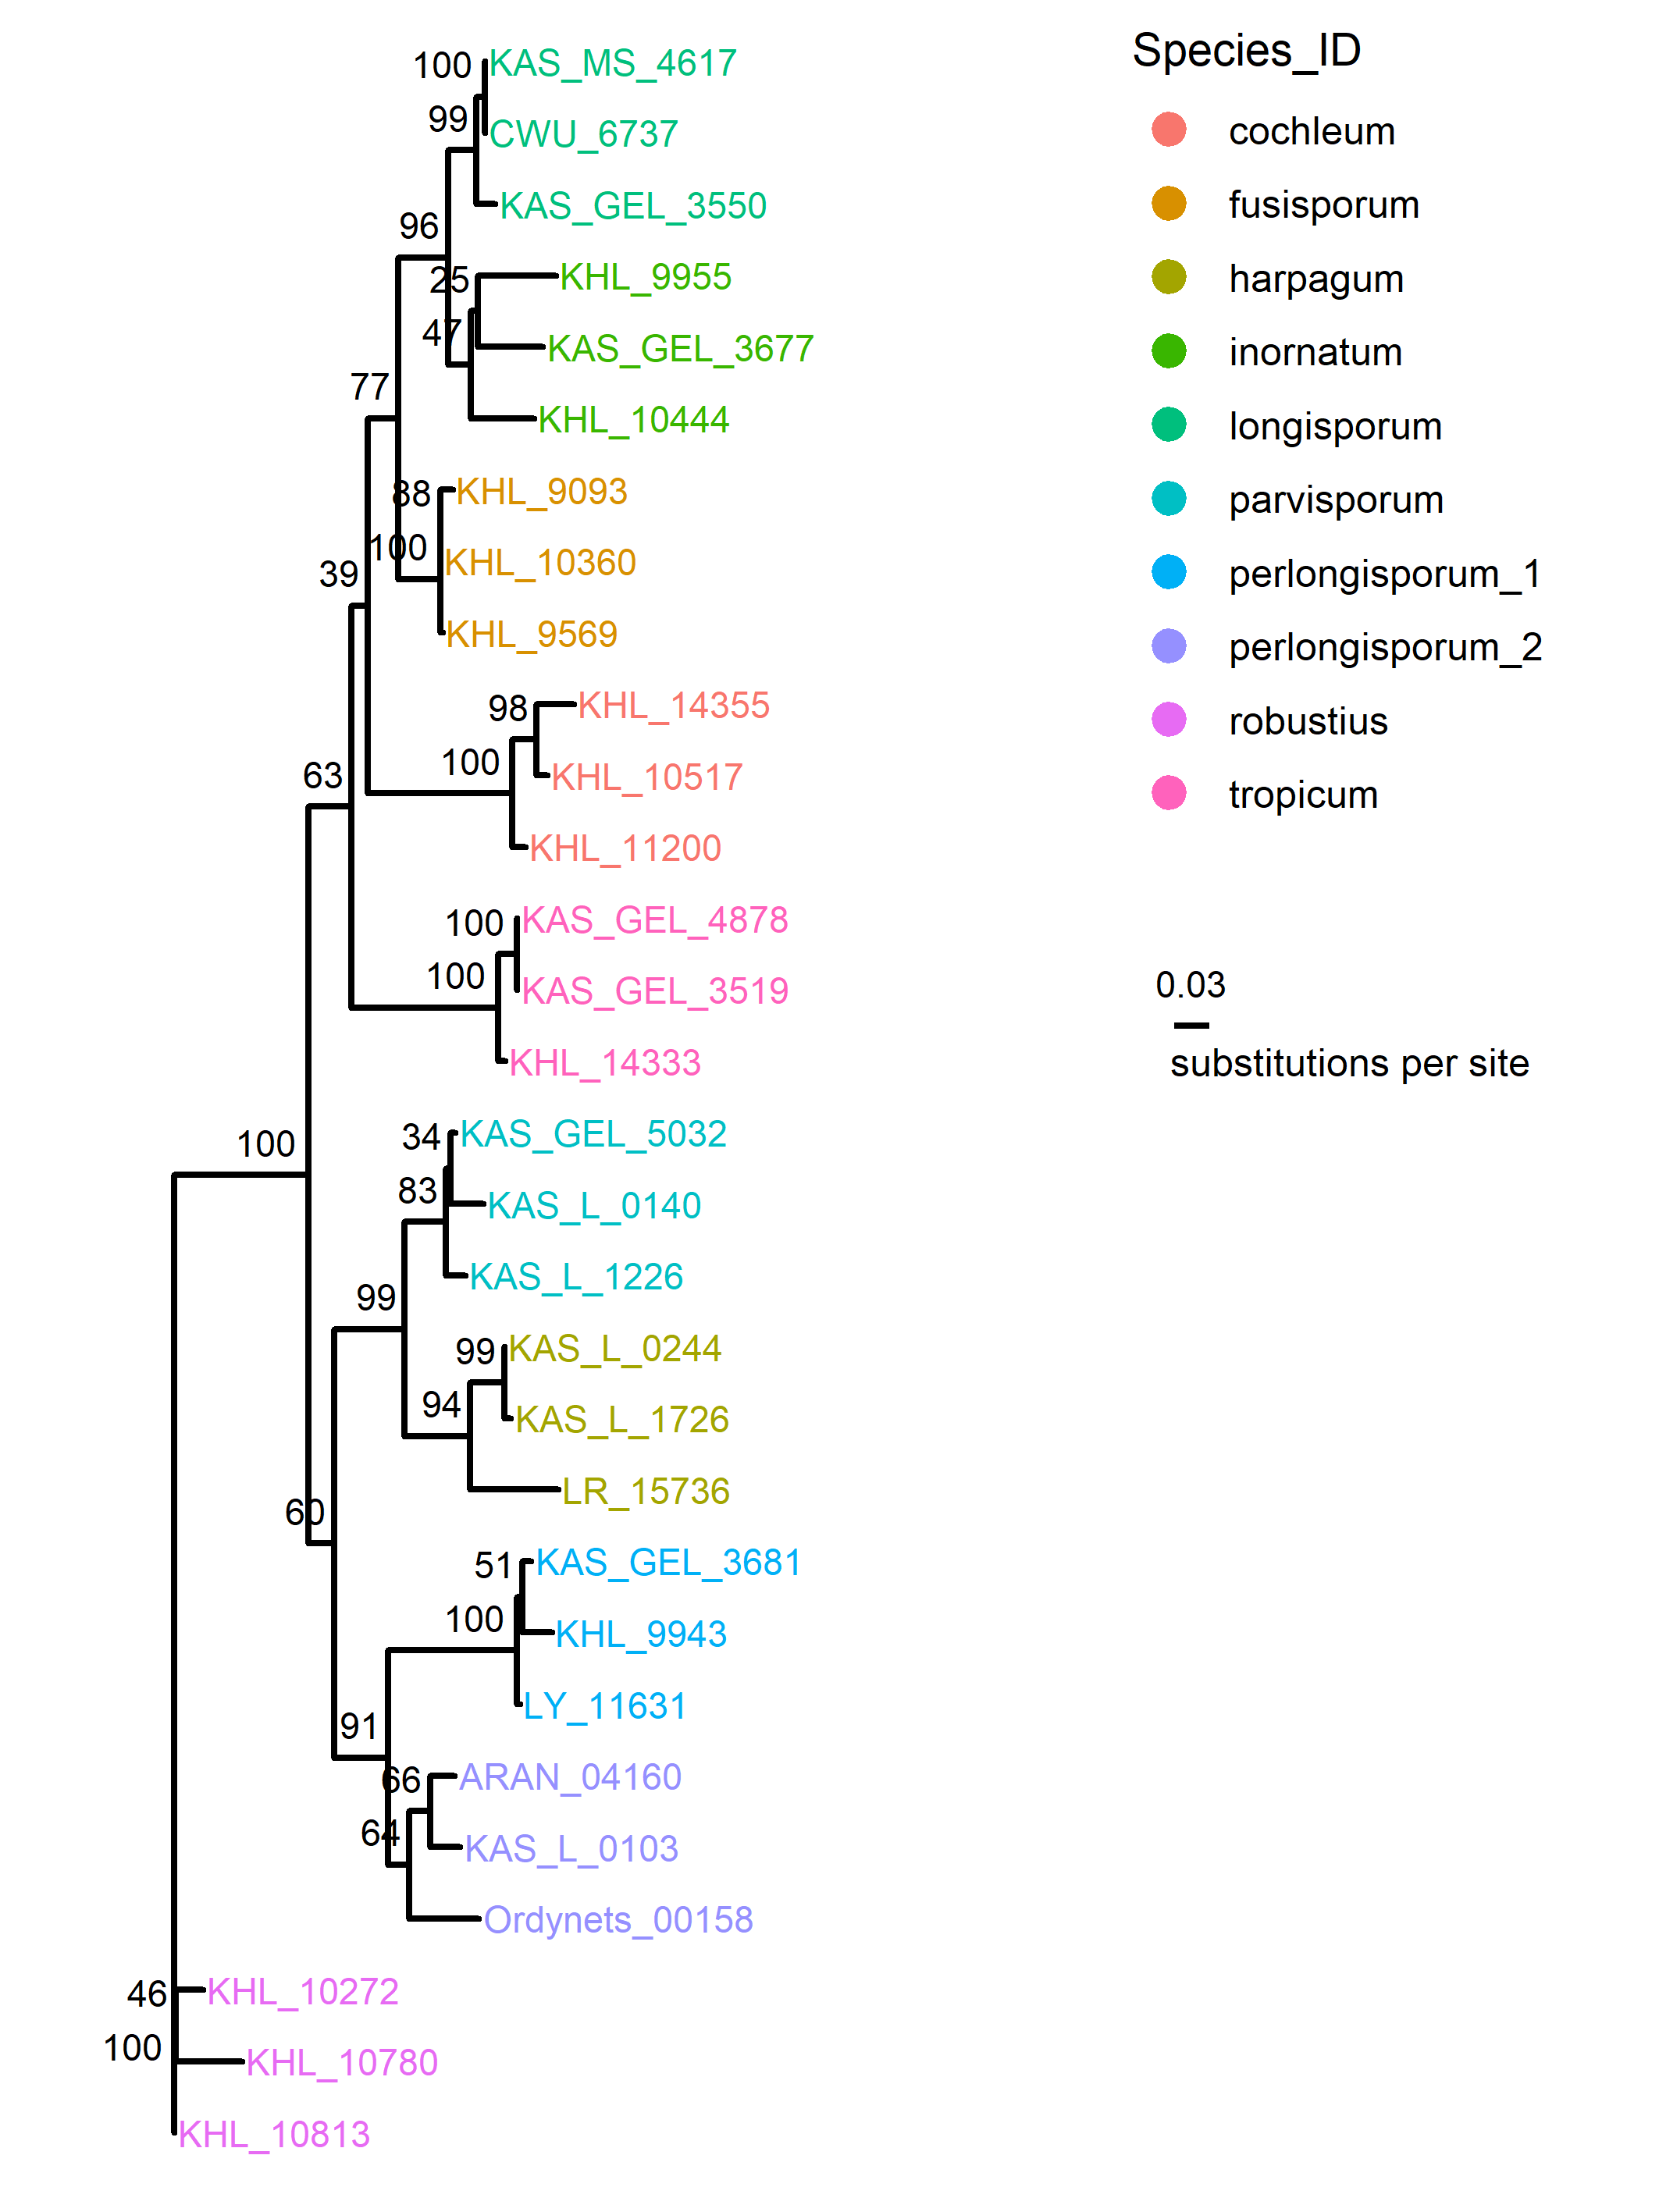 100
KAS_MS_4617
99
CWU_6737
KAS_GEL_3550
96
25
KHL_9955
47
KAS_GEL_3677
77
KHL_10444
88
KHL_9093
100
KHL_10360
39
KHL_9569
98
KHL_14355
100
KHL_10517
63
KHL_11200
100
KAS_GEL_4878
100
KAS_GEL_3519
KHL_14333
100
34
KAS_GEL_5032
83
KAS_L_0140
KAS_L_1226
99
99
KAS_L_0244
94
KAS_L_1726
LR_15736
60
51
KAS_GEL_3681
100
KHL_9943
LY_11631
91
66
ARAN_04160
64
KAS_L_0103
Ordynets_00158
46
KHL_10272
100
KHL_10780
KHL_10813
Species_ID
cochleum
fusisporum
harpagum
inornatum
longisporum
parvisporum
perlongisporum_1
perlongisporum_2
robustius
tropicum
0.03
substitutions per site